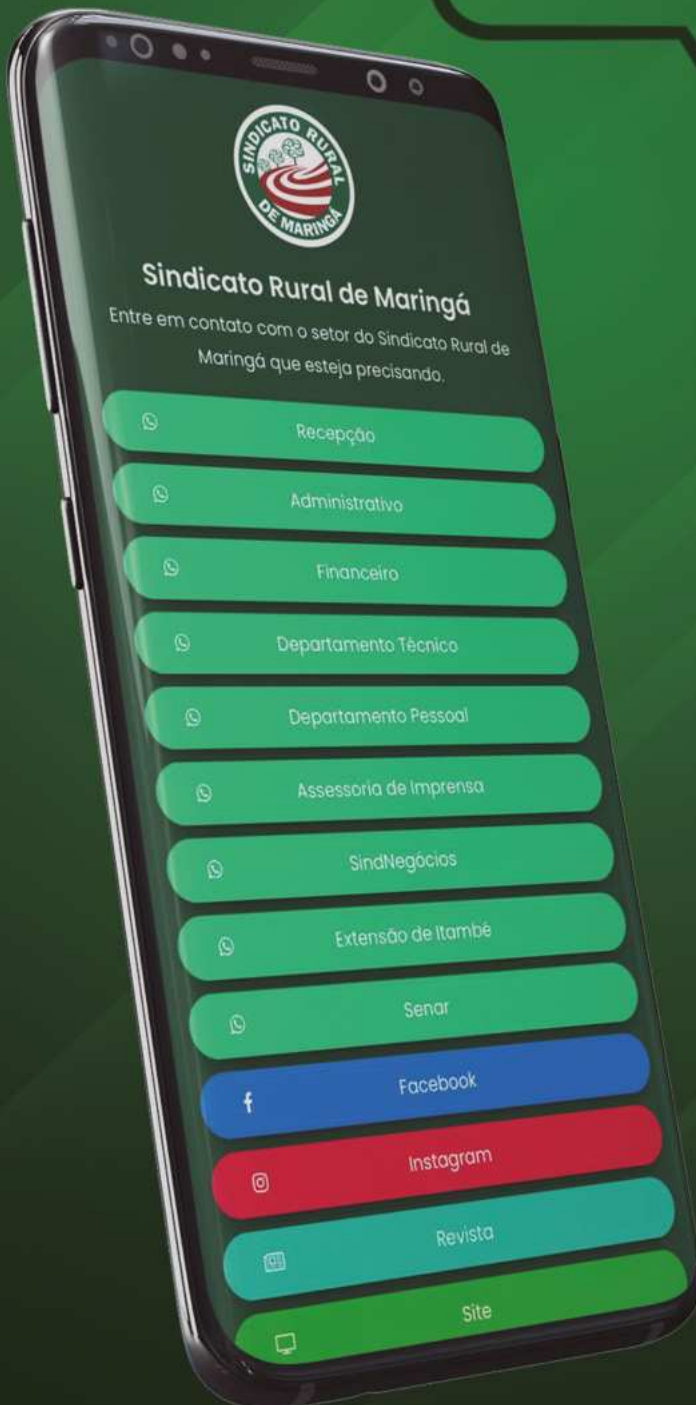 SINDICATO RURAL
DE MARINGÁ
Sindicato Rural de Maringá
Entre em contato com o setor do Sindicato Rural de
Maringá que esteja precisando.
Recepção
Administrativo
Financeiro
Departamento Técnico
Departamento Pessoal
Assessoria de Imprensa
SindNegócios
Extensão de Itambé
Senar
Facebook
Instagram
Revista
Site